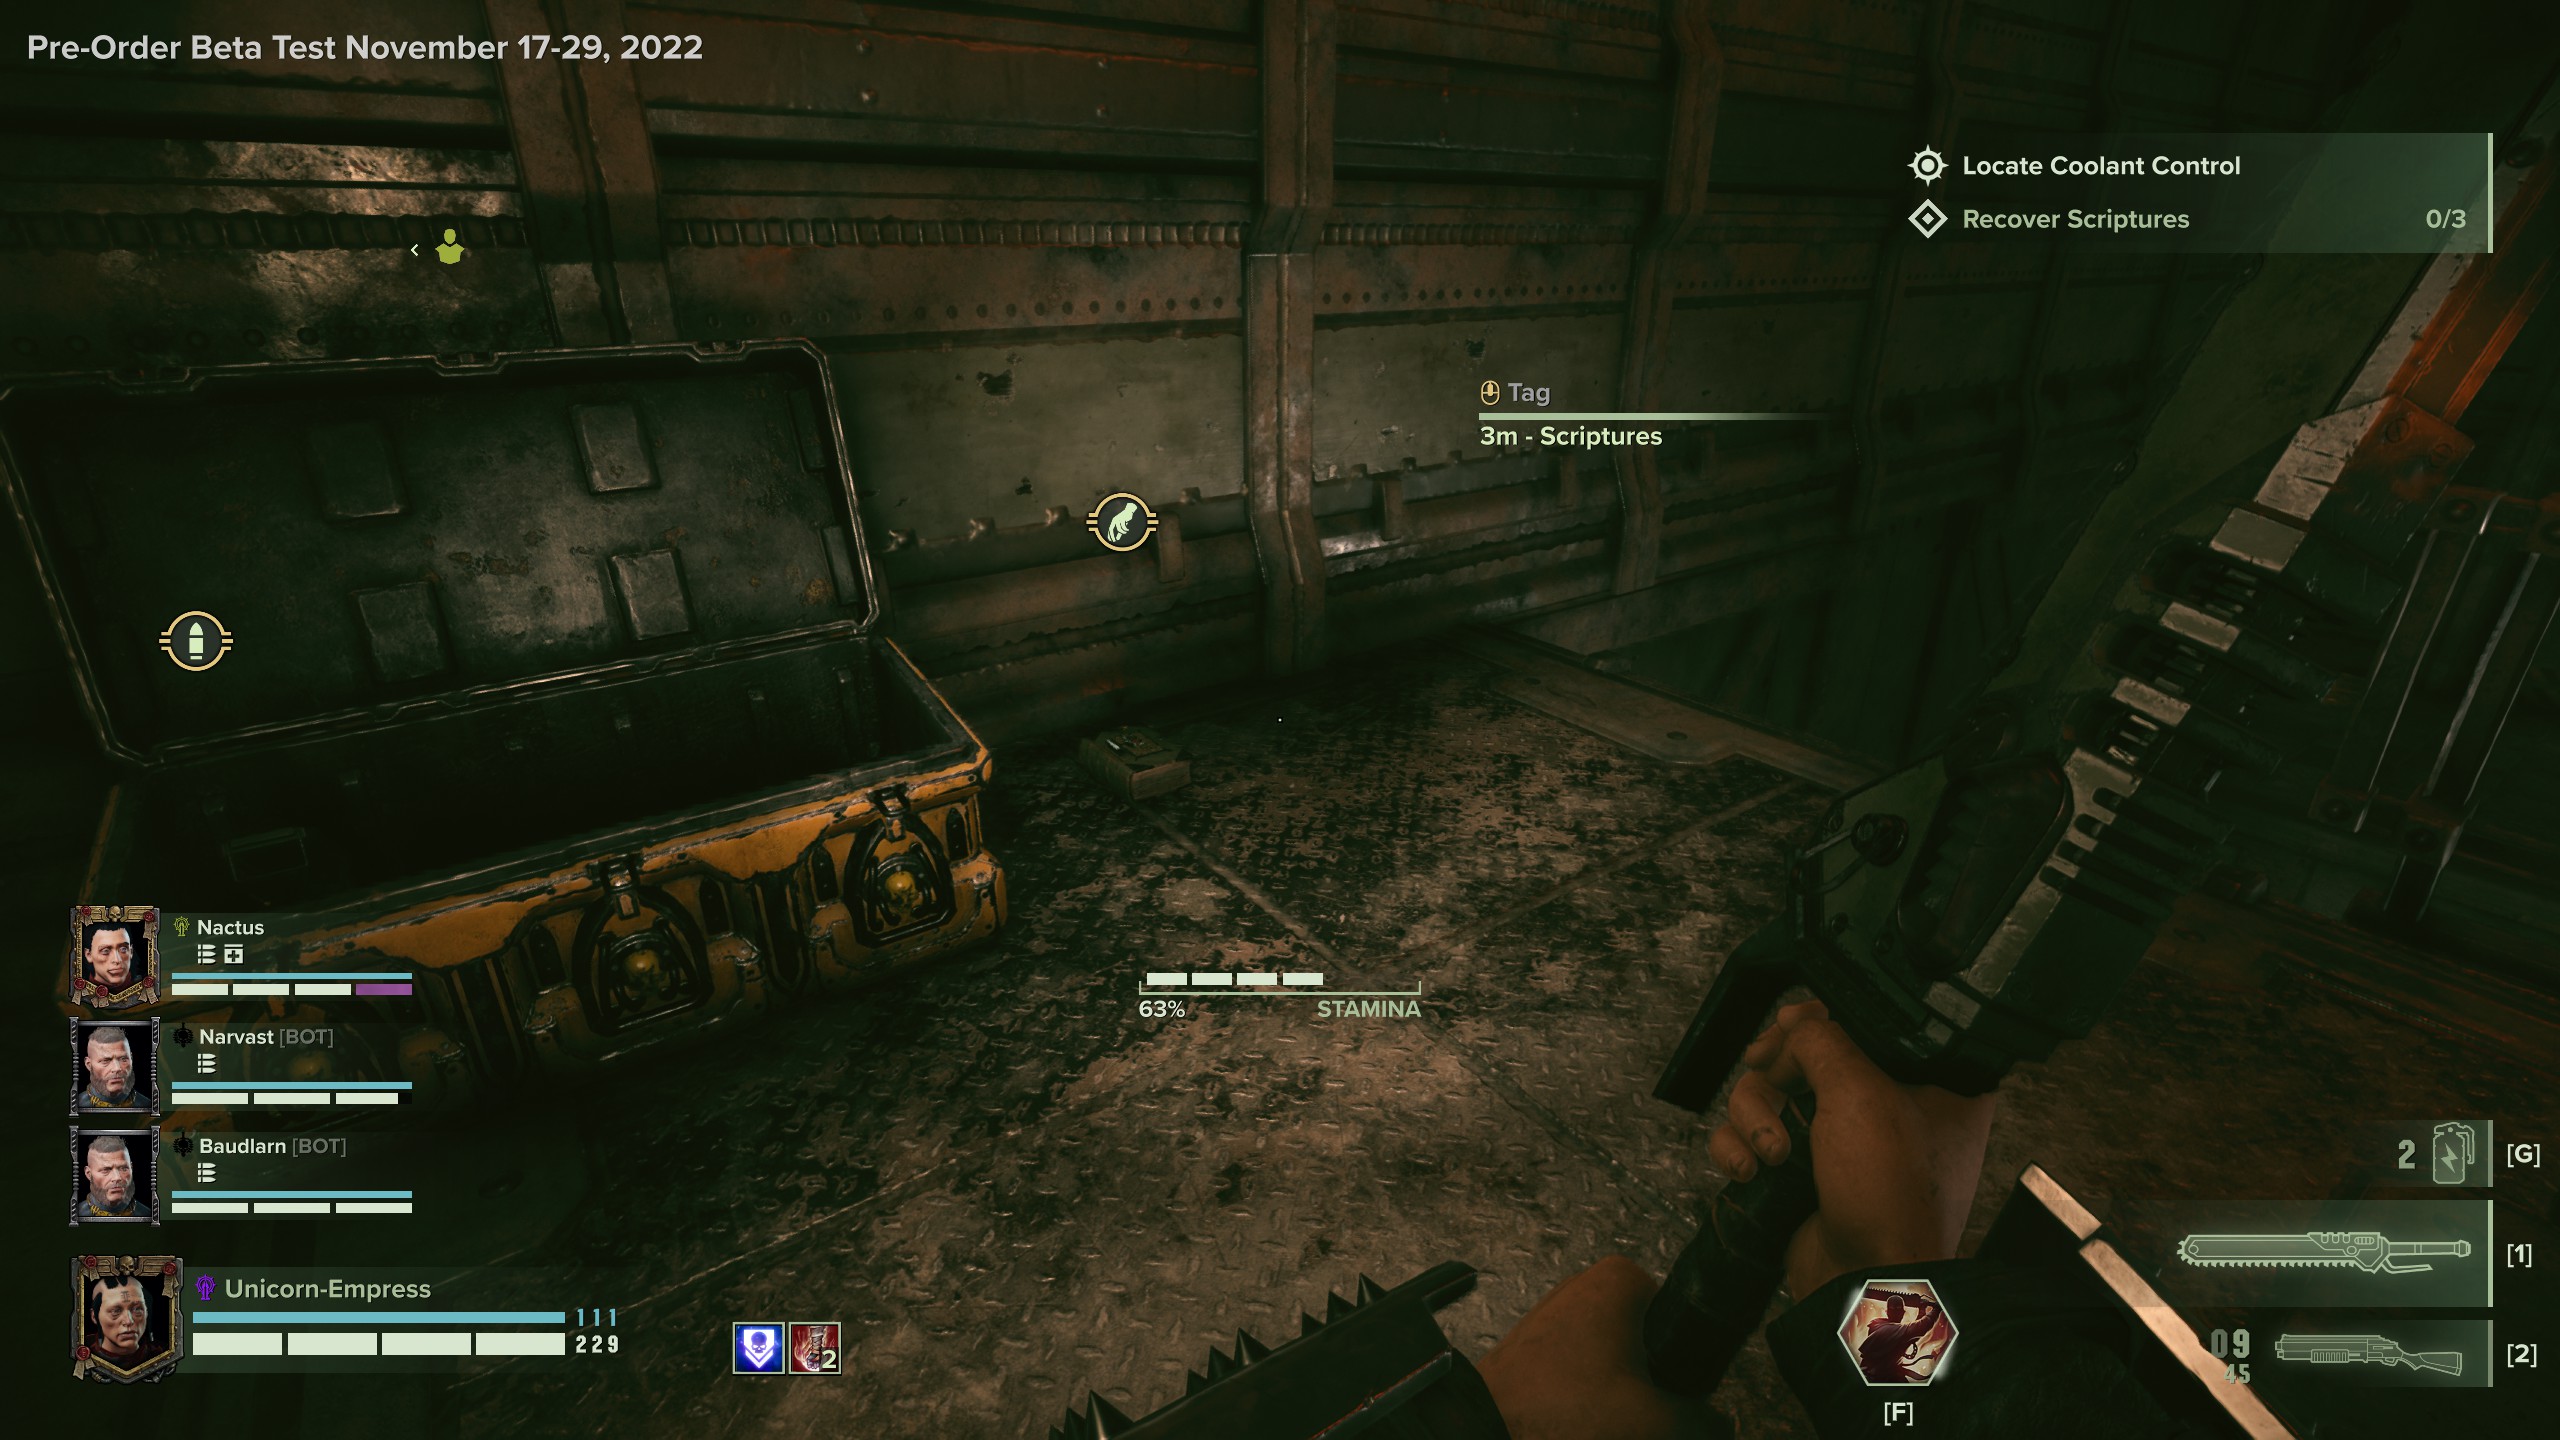 Pre-Order Beta Test November 17-29, 2022
Locate Coolant Control
Recover Scriptures 0/3
Tag
3m - Scriptures
Nactus
Narvast [BOT]
Baudlarn [BOT]
63% STAMINA
Unicorn-Empress
111
229
2
2 [G]
[1]
09
45
[2]
[F]